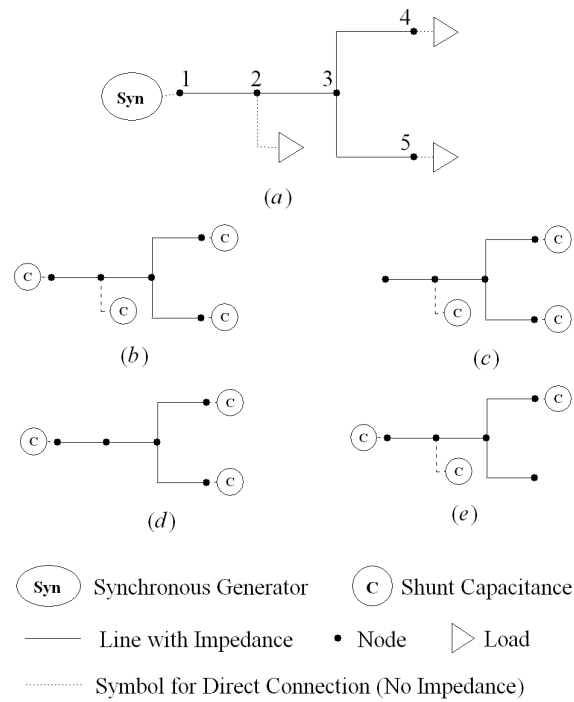 4
1 2 3
Syn
5
(a)
C
C
C
C
(b)
C
C
C
(c)
C
C
C
(d)
C
C
C
(e)
Syn Synchronous Generator
C Shunt Capacitance
Line with Impedance
Node
Load
Symbol for Direct Connection (No Impedance)